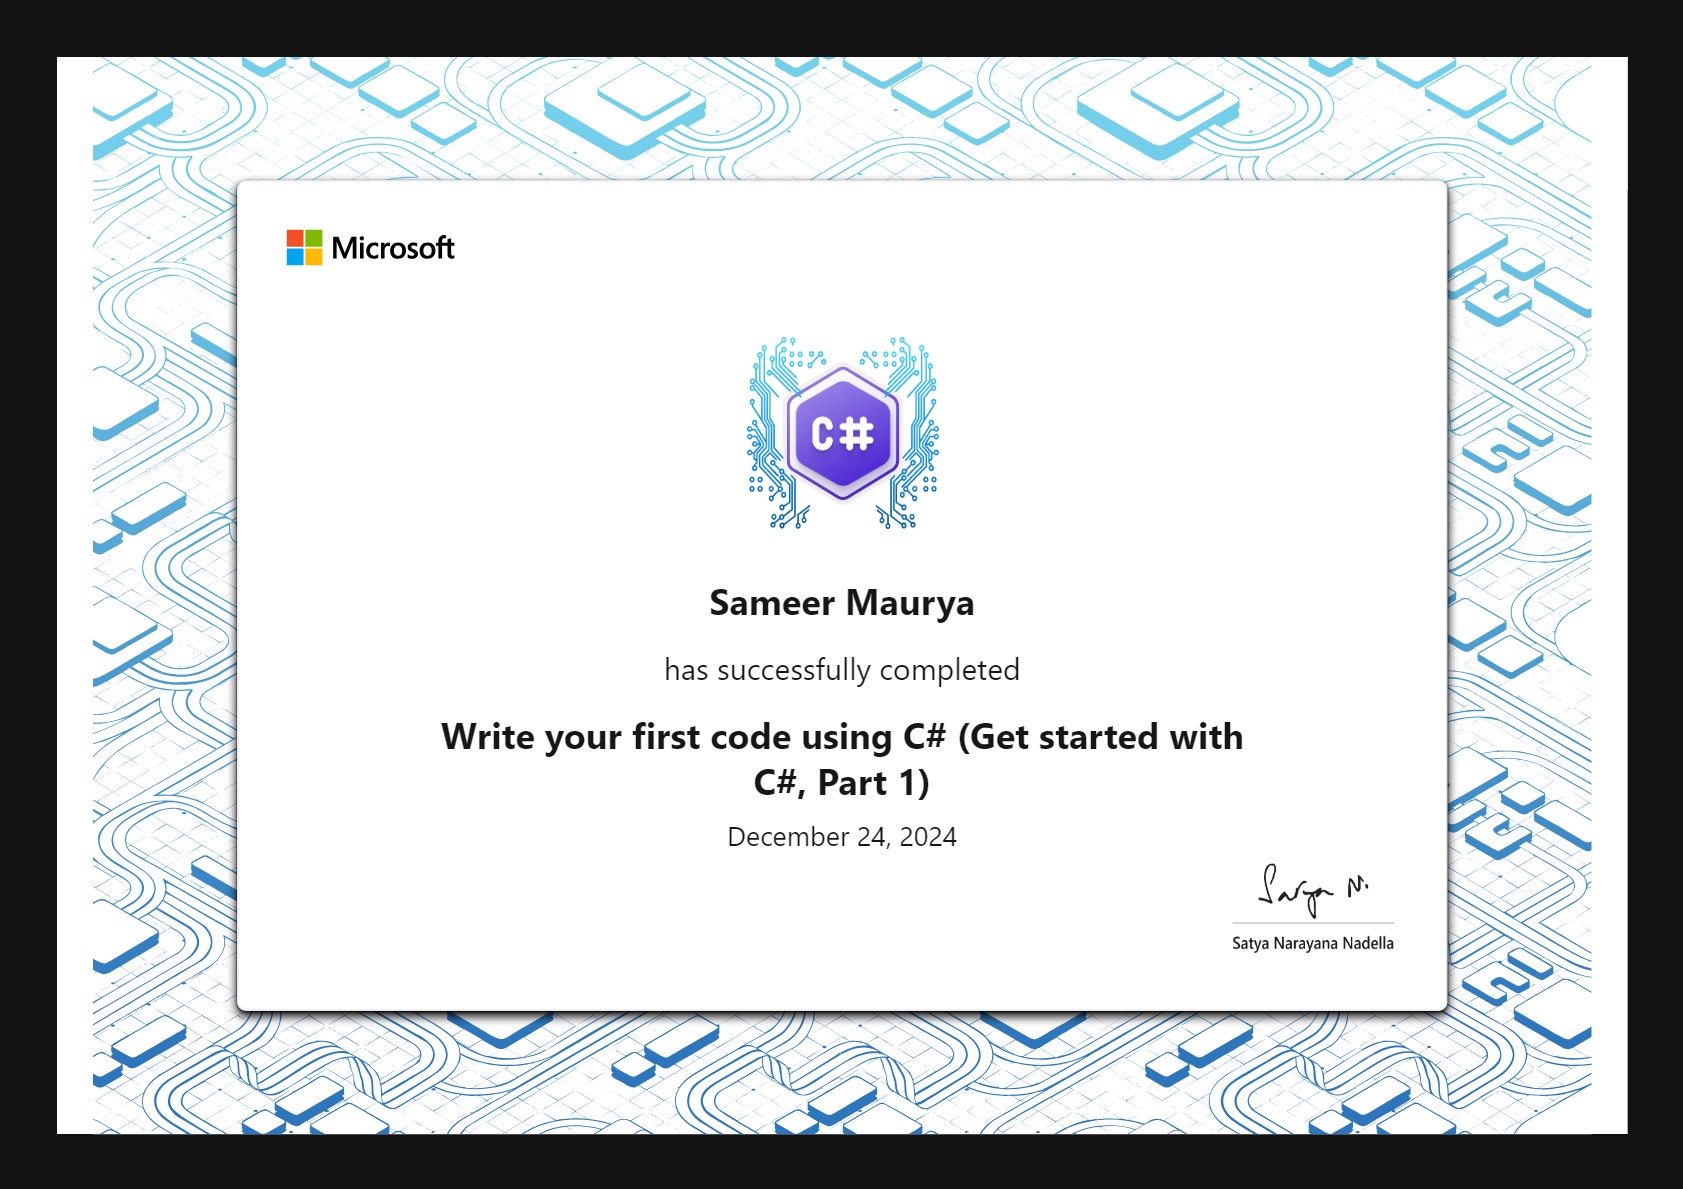 Microsoft
C#
Sameer Maurya
has successfully completed
Write your first code using C# (Get started with
C#, Part 1)
December 24, 2024
Satya N.
Satya Narayana Nadella